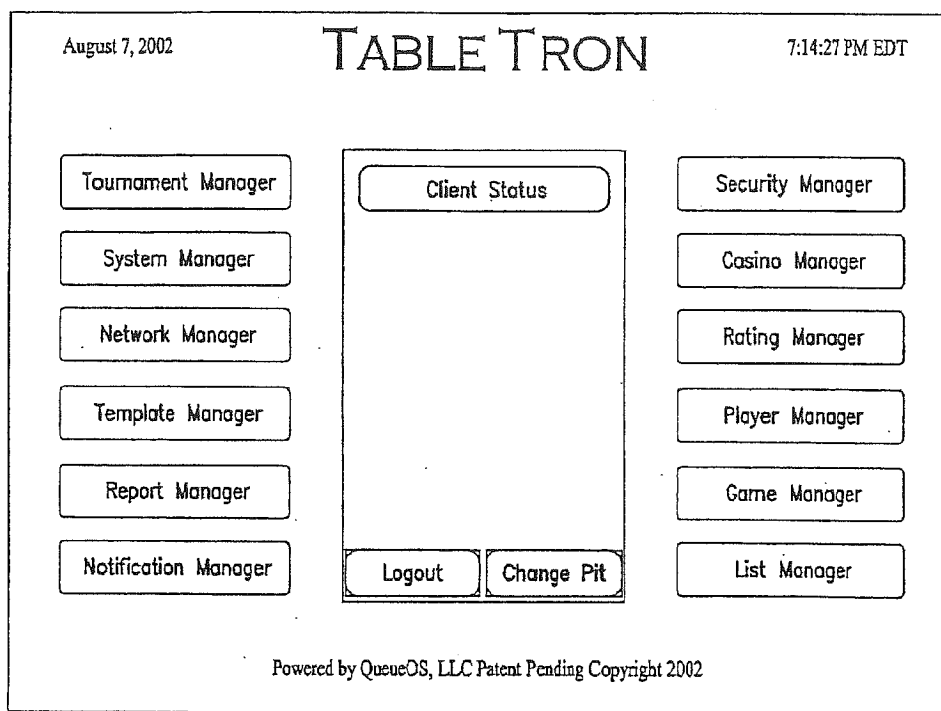 August 7, 2002
TABLE TRON
7:14:27 PM EDT
Tournament Manager
System Manager
Network Manager
Template Manager
Report Manager
Notification Manager
Client Status
Logout
Change Pit
Security Manager
Casino Manager
Rating Manager
Player Manager
Game Manager
List Manager
Powered by QueueOS, LLC Patent Pending Copyright 2002